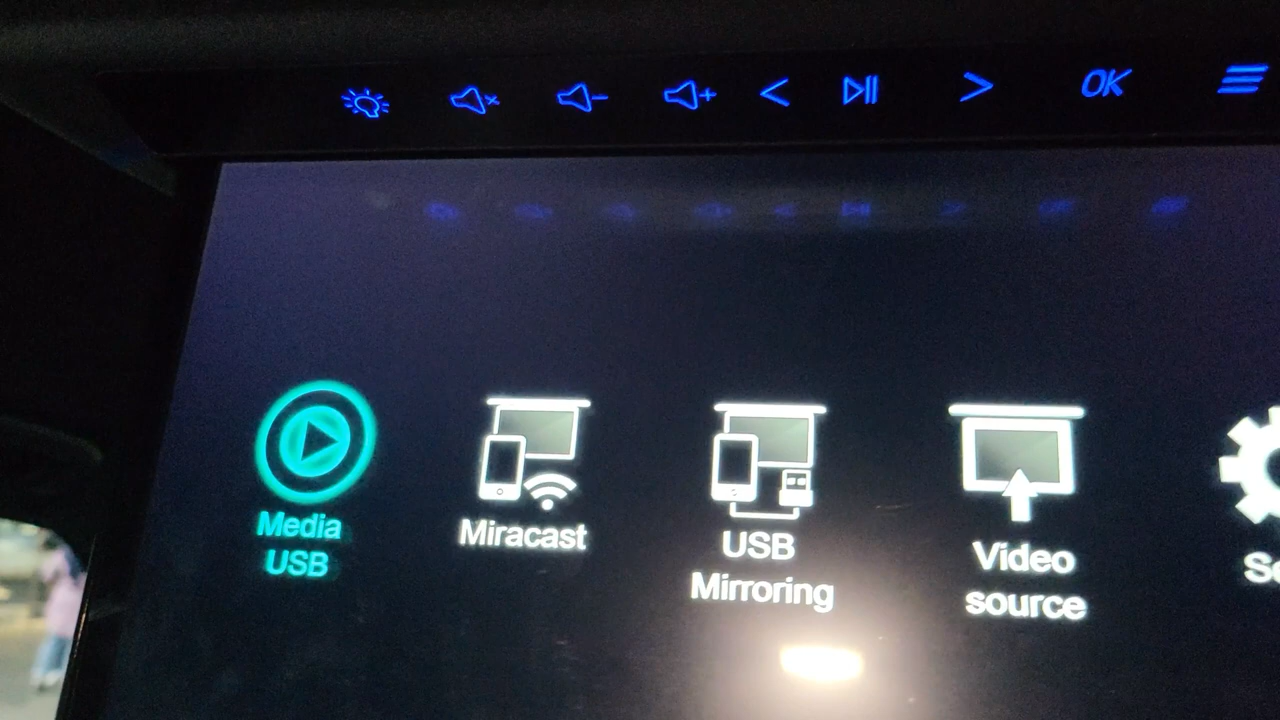 OK
Media
USB
Miracast
USB
Mirroring
Video
source